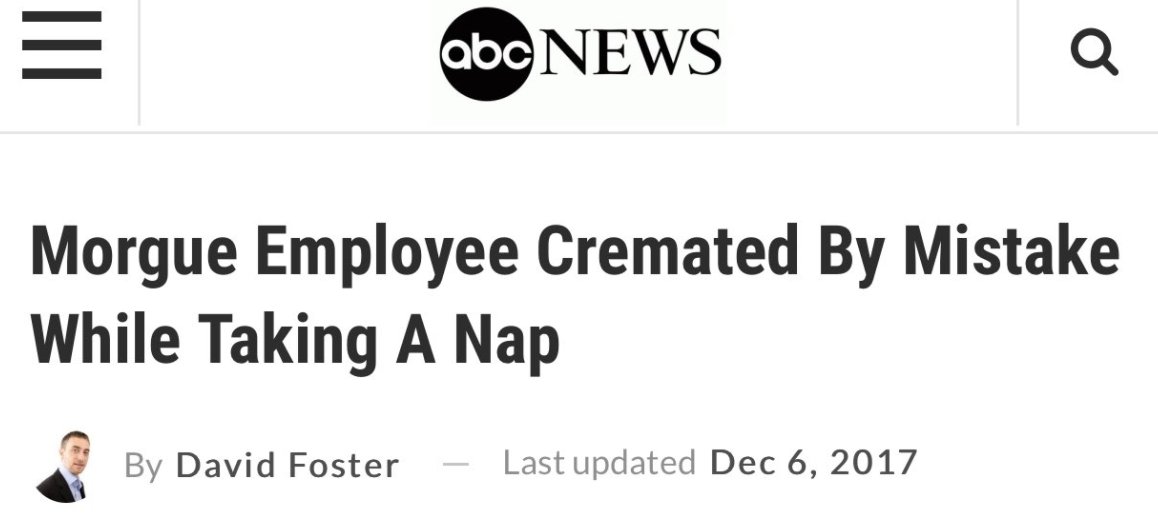 abc NEWS
Morgue Employee Cremated By Mistake
While Taking A Nap
By David Foster — Last updated Dec 6, 2017